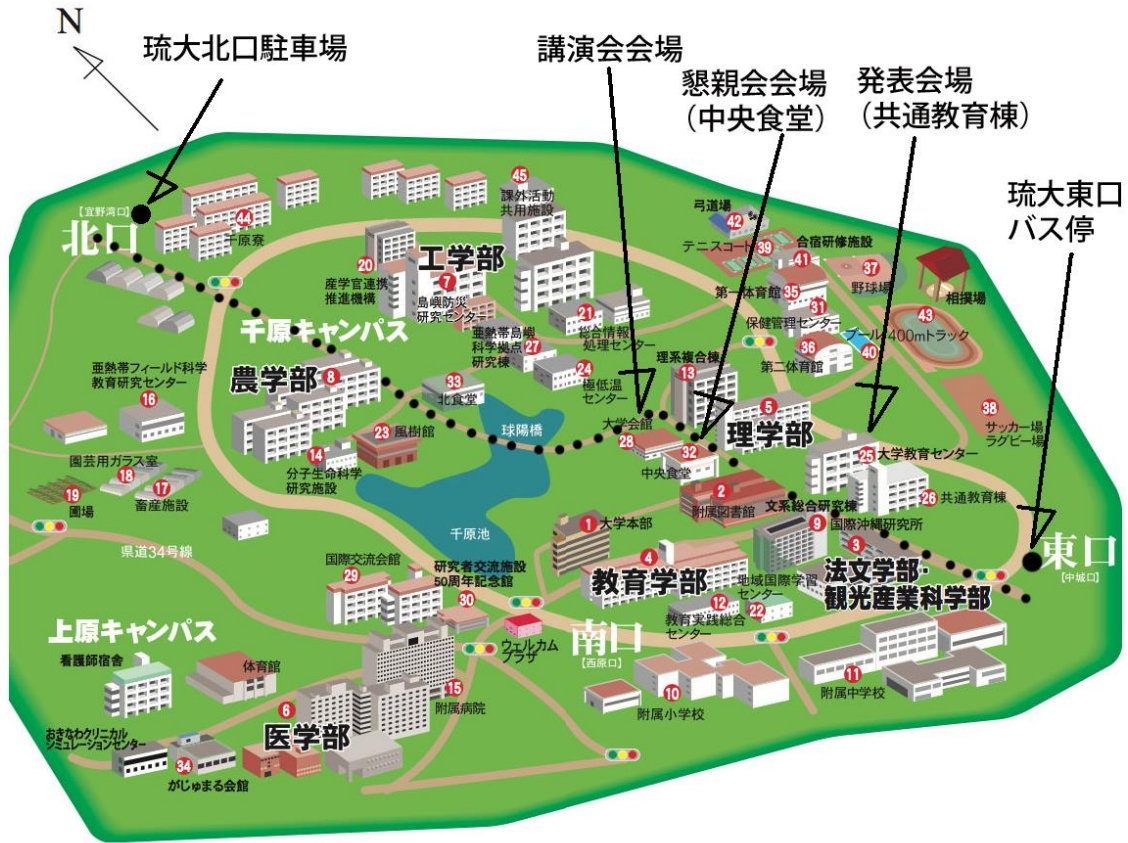 N
琉大北口駐車場
講演会会場
懇親会会場
(中央食堂)
発表会場
(共通教育棟)
琉大東口
バス停
【宜野湾口】
北口
44
千原寮
45
課外活動
共用施設
20
産学官連携
推進機構
工学部
7
島嶼防災
研究センター
弓道場
42
テニスコート
39
合宿研修施設
41
37
野球場
相撲場
第一体育館
35
31
保健管理センター
43
プール
400mトラック
40
36
第二体育館
38
サッカー場
ラグビー場
千原キャンパス
21
総合情報
処理センター
亜熱帯島嶼
科学拠点
研究棟
27
24
極低温
センター
理系複合棟
13
亜熱帯フィールド科学
教育研究センター
16
農学部
8
33
北食堂
23
風樹館
球陽橋
大学会館
28
5
理学部
32
中央食堂
25
大学教育センター
26
共通教育棟
14
分子生命科学
研究施設
園芸用ガラス室
18
17
畜産施設
19
圃場
県道34号線
千原池
2
附属図書館
文系総合研究棟
9
国際沖縄研究所
3
1
大学本部
4
教育学部
法文学部・
観光産業科学部
東口
【中城口】
国際交流会館
29
研究者交流施設
50周年記念館
30
12
教育実践総合
センター
地域国際学習
センター
22
南口
【西原口】
ウェルカム
プラザ
上原キャンパス
看護師宿舎
体育館
15
附属病院
6
医学部
10
附属小学校
11
附属中学校
おきなわクリニカル
シミュレーションセンター
34
がじゅまる会館